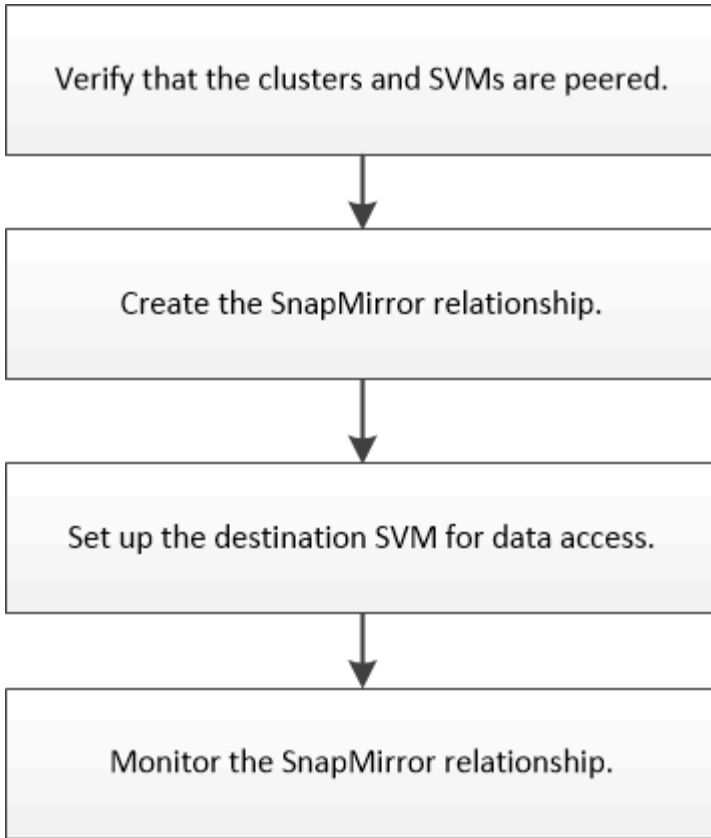 Verify that the clusters and SVMs are peered.
Create the SnapMirror relationship.
Set up the destination SVM for data access.
Monitor the SnapMirror relationship.